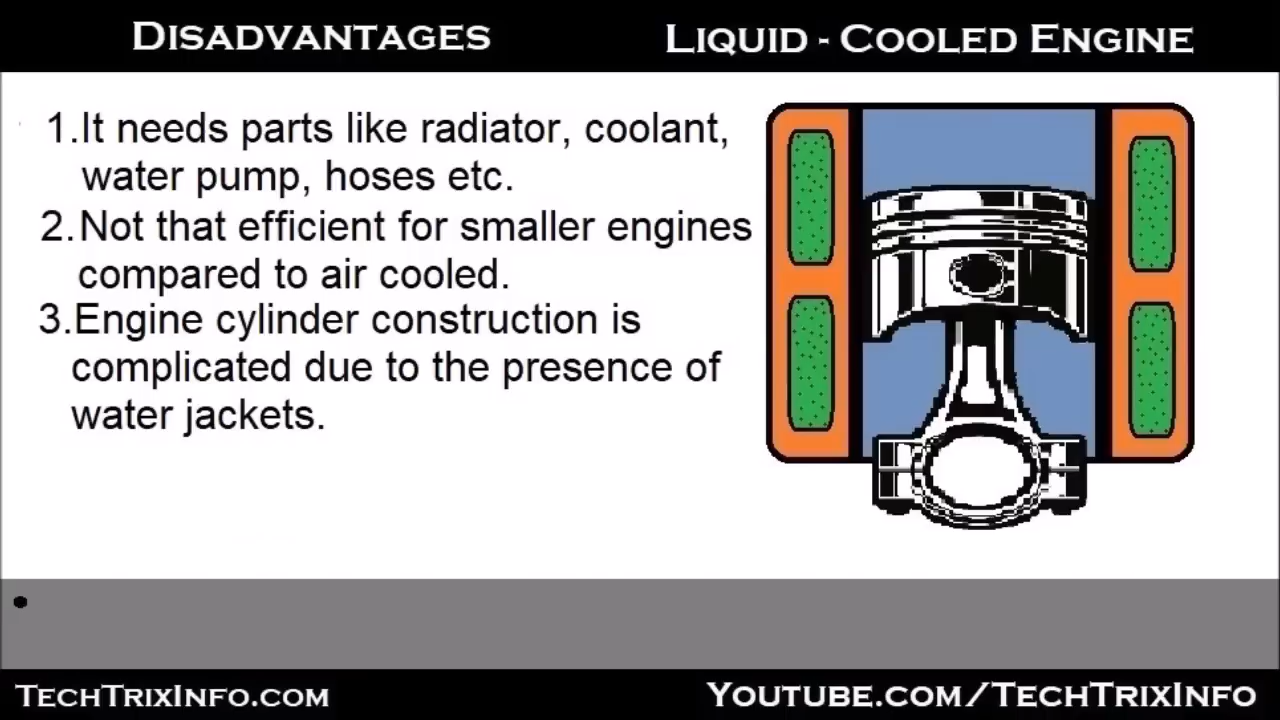 DISADVANTAGES
LIQUID - COOLED ENGINE
1.It needs parts like radiator, coolant,
water pump, hoses etc.
2.Not that efficient for smaller engines
compared to air cooled.
3.Engine cylinder construction is
complicated due to the presence of
water jackets.
TECHTRIXINFO.COM
YOUTUBE.COM/TECHTRIXINFO